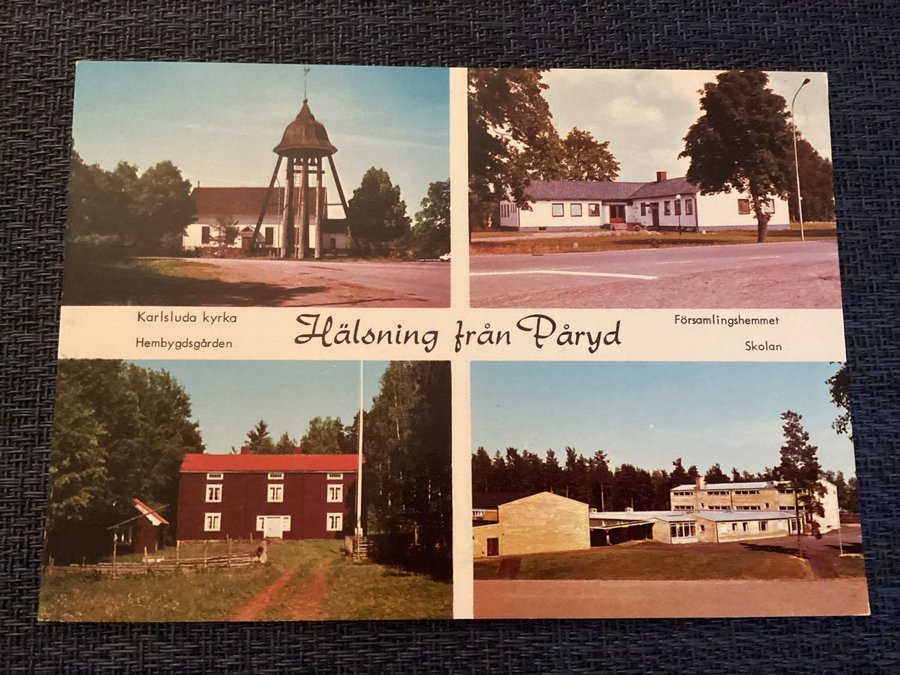 Karlsluda kyrka
Hembygdsgården
Hälsning från Påryd
Församlingshemmet
Skolan